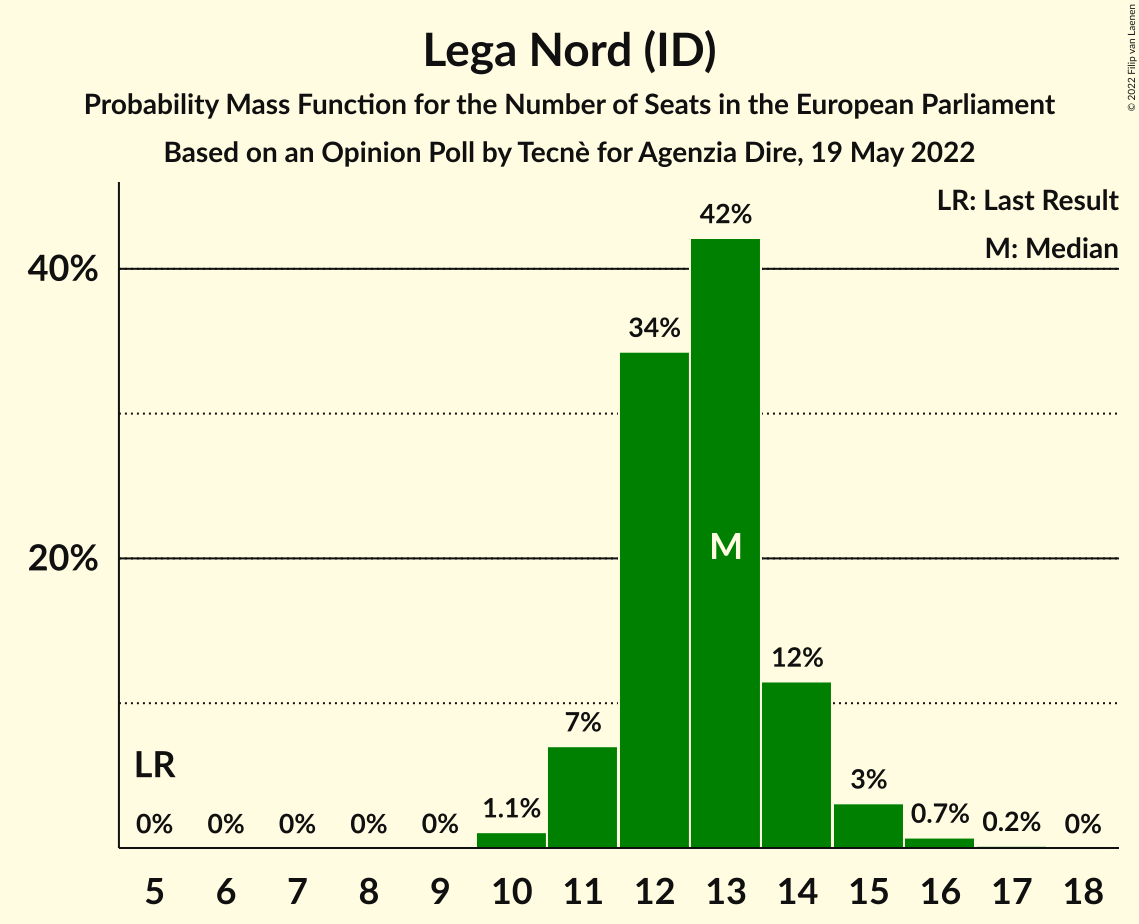 Lega Nord (ID)
Probability Mass Function for the Number of Seats in the European Parliament
Based on an Opinion Poll by Tecnè for Agenzia Dire, 19 May 2022
© 2022 Filip van Laenen
LR: Last Result
M: Median
40%
20%
42%
34%
M
12%
7%
LR
3%
1.1%
0.7%
0.2%
0% 0% 0% 0% 0% 0%
5 6 7 8 9 10 11 12 13 14 15 16 17 18